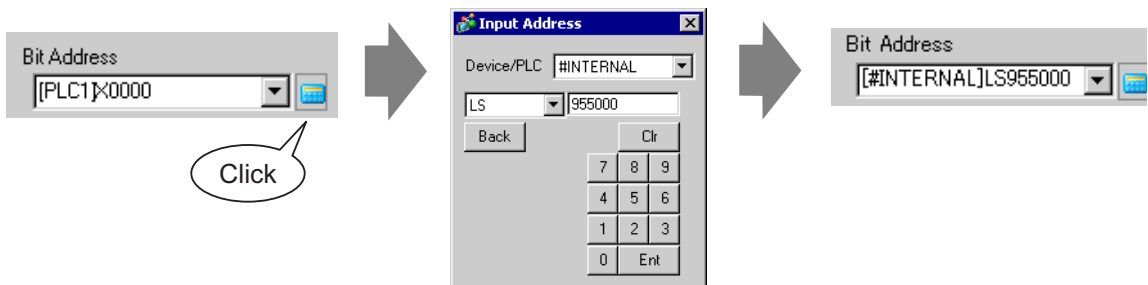 Bit Address
[PLC1]X0000
Click
Input Address
Device/PLC #INTERNAL
LS 955000
Back Clr
7 8 9
4 5 6
1 2 3
0 Ent
Bit Address
[#INTERNAL]LS955000